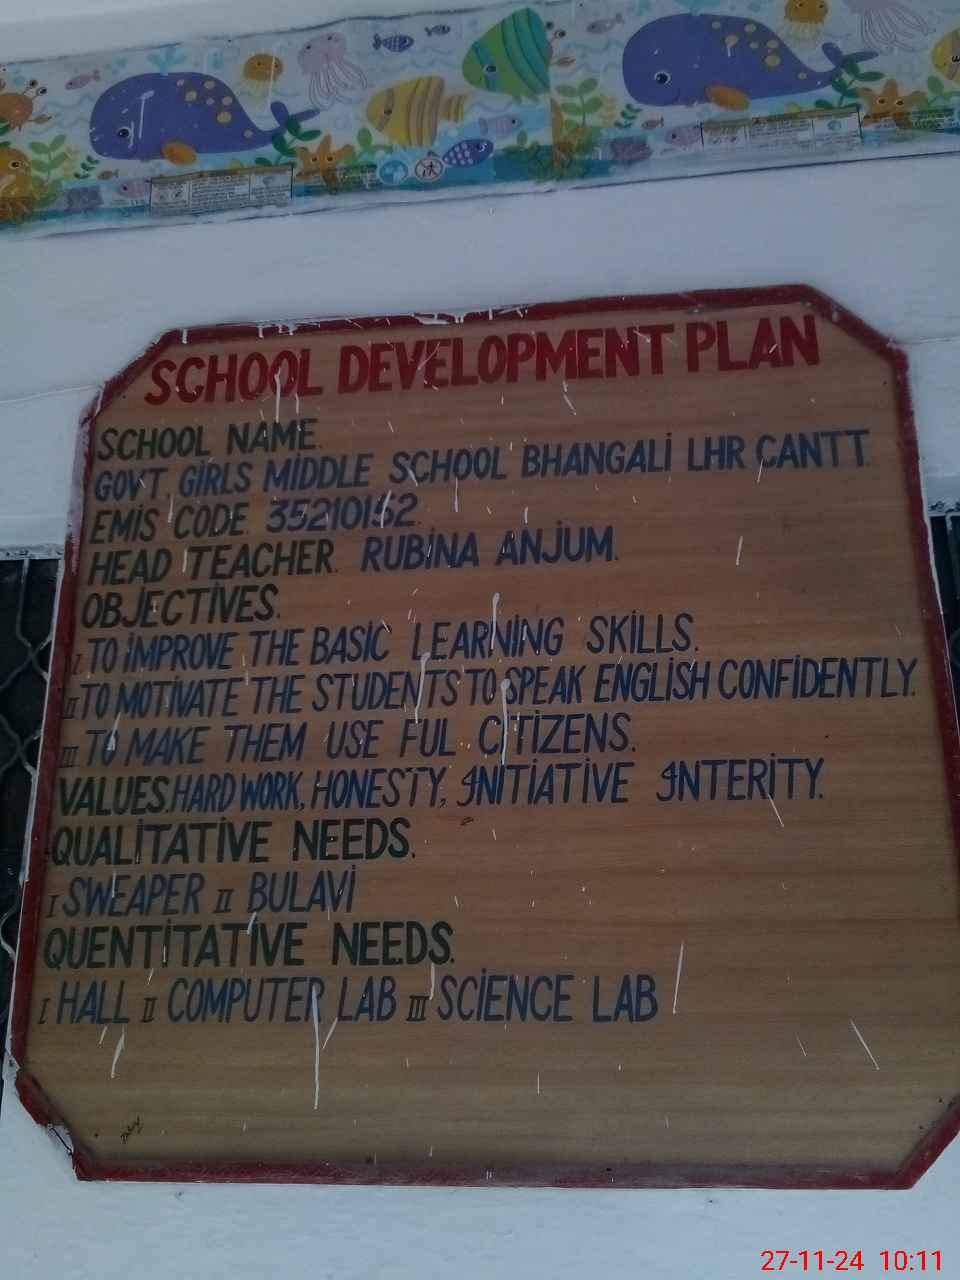 SCHOOL DEVELOPMENT PLAN
SCHOOL NAME.
GOVT. GIRLS MIDDLE SCHOOL BHANGALI LHR CANTT.
EMIS CODE. 35210152.
HEAD TEACHER. RUBINA ANJUM.
OBJECTIVES.
I TO IMPROVE THE BASIC LEARNING SKILLS.
II TO MOTIVATE THE STUDENTS TO SPEAK ENGLISH CONFIDENTLY.
III TO MAKE THEM USE FUL CITIZENS.
VALUES. HARD WORK, HONESTY, INITIATIVE INTERITY.
QUALITATIVE NEEDS.
I SWEAPER II BULAVI
QUENTITATIVE NEEDS.
I HALL II COMPUTER LAB III SCIENCE LAB
27-11-24 10:11